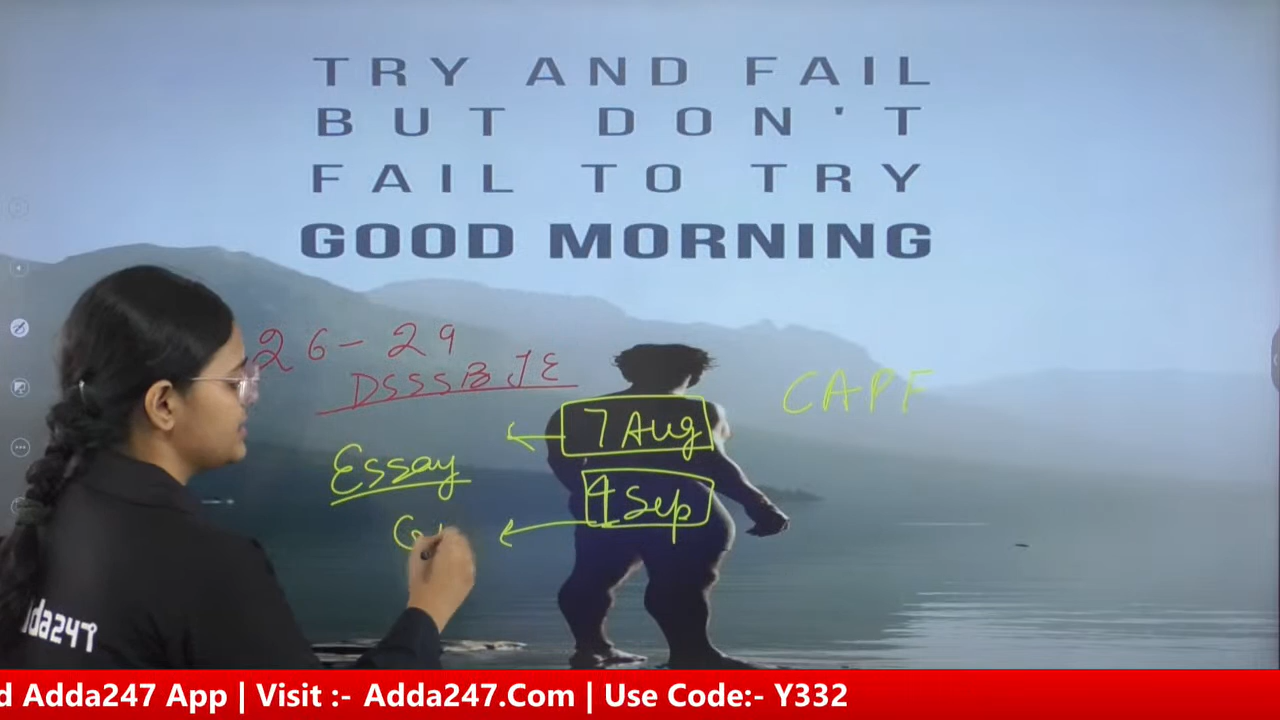 TRY AND FAIL
BUT DON'T
FAIL TO TRY
GOOD MORNING
26-29
DSSSB JE
CAPF
7 Aug
Essay
4 Sep
dda247
d Adda247 App | Visit :- Adda247.Com | Use Code:- Y332